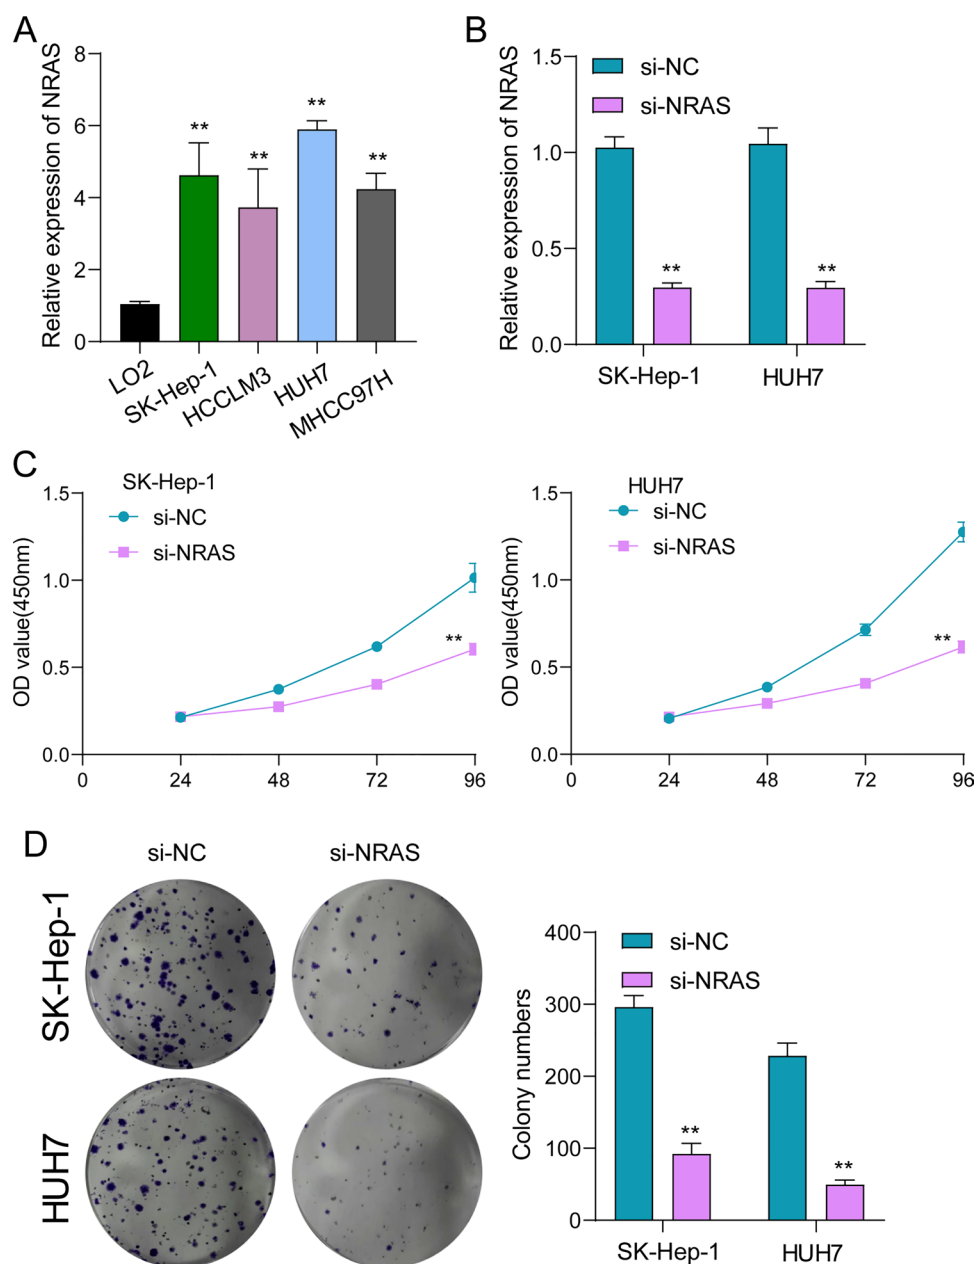 A
Relative expression of NRAS
8
6
4
2
0
**
**
**
**
LO2
SK-Hep-1
HCCLM3
HUH7
MHCC97H
B
Relative expression of NRAS
1.5
1.0
0.5
0.0
si-NC
si-NRAS
**
**
SK-Hep-1
HUH7
C
SK-Hep-1
si-NC
si-NRAS
OD value(450nm)
1.5
1.0
0.5
0.0
**
0 24 48 72 96
HUH7
si-NC
si-NRAS
OD value(450nm)
1.5
1.0
0.5
0.0
**
0 24 48 72 96
D
si-NC si-NRAS
SK-Hep-1
HUH7
Colony numbers
400
300
200
100
0
si-NC
si-NRAS
**
**
SK-Hep-1
HUH7